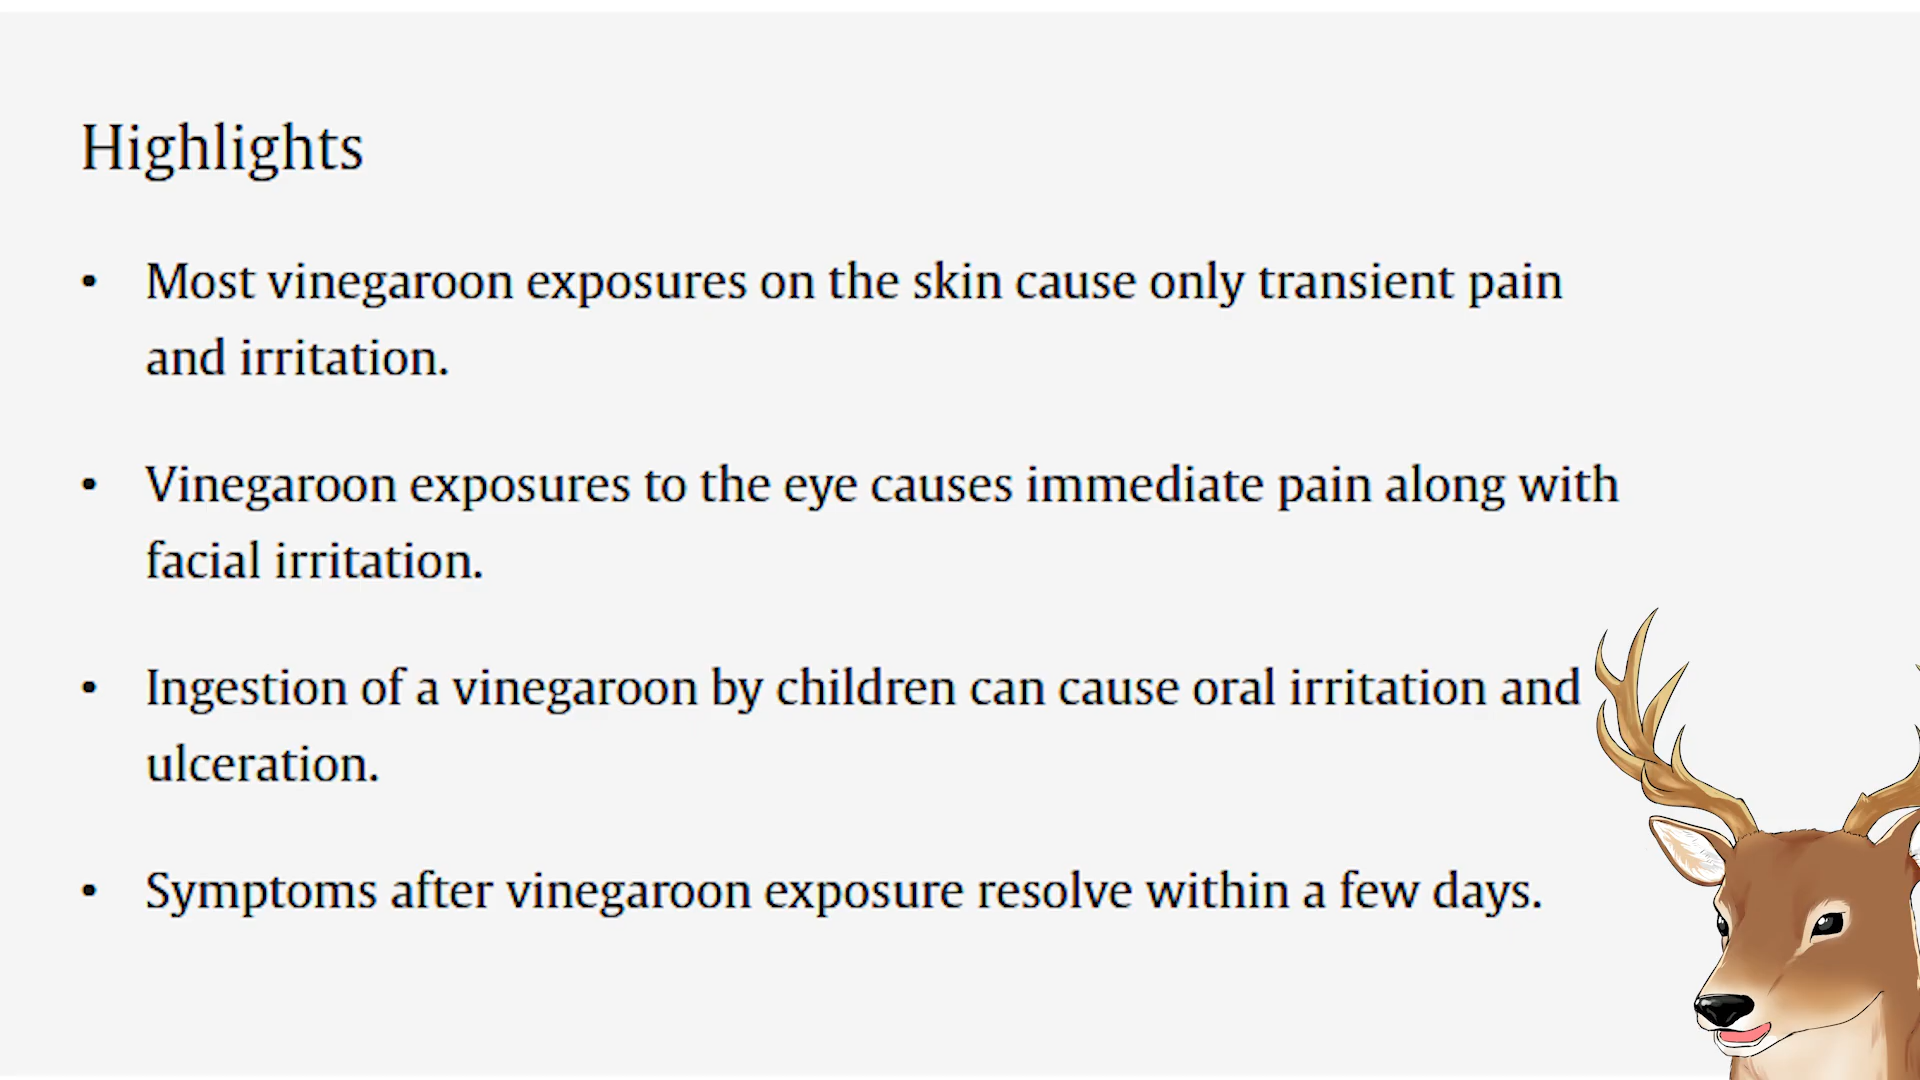 Highlights
• Most vinegaroon exposures on the skin cause only transient pain
and irritation.
• Vinegaroon exposures to the eye causes immediate pain along with
facial irritation.
• Ingestion of a vinegaroon by children can cause oral irritation and
ulceration.
• Symptoms after vinegaroon exposure resolve within a few days.